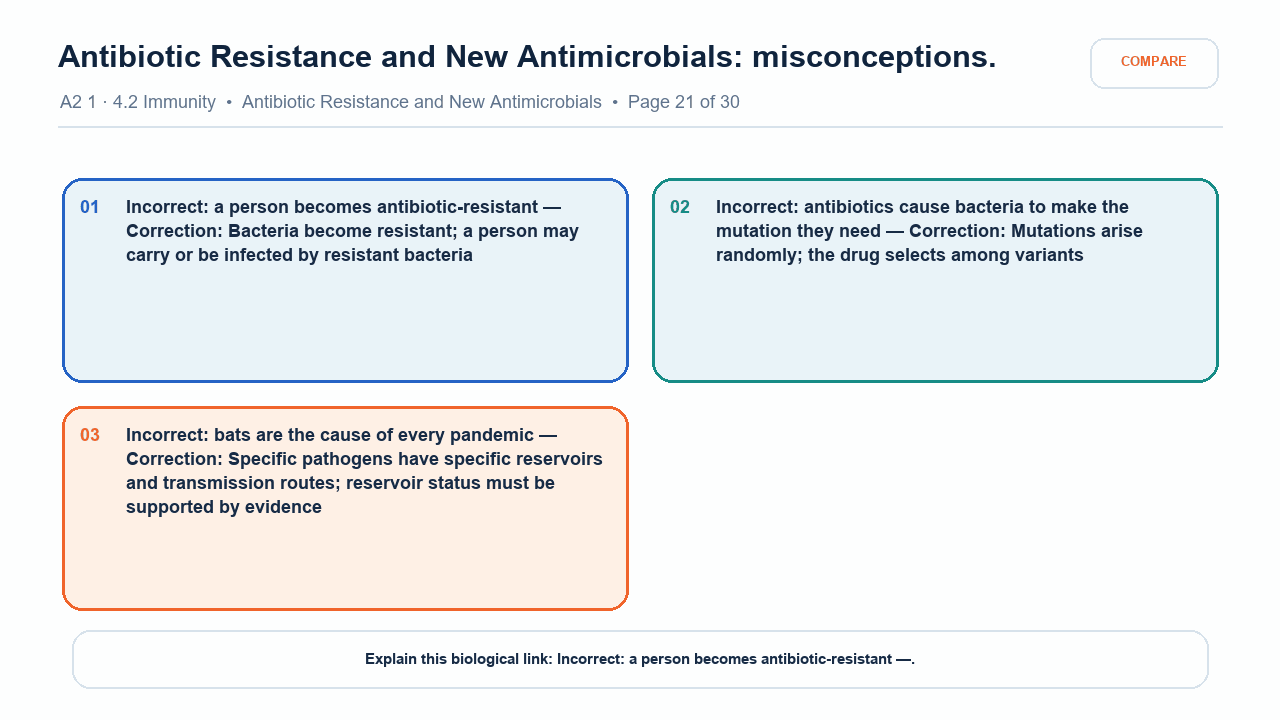 Antibiotic Resistance and New Antimicrobials: misconceptions.
COMPARE
A2 1 · 4.2 Immunity • Antibiotic Resistance and New Antimicrobials • Page 21 of 30
01
Incorrect: a person becomes antibiotic-resistant —
Correction: Bacteria become resistant; a person may
carry or be infected by resistant bacteria
02
Incorrect: antibiotics cause bacteria to make the
mutation they need — Correction: Mutations arise
randomly; the drug selects among variants
03
Incorrect: bats are the cause of every pandemic —
Correction: Specific pathogens have specific reservoirs
and transmission routes; reservoir status must be
supported by evidence
Explain this biological link: Incorrect: a person becomes antibiotic-resistant —.